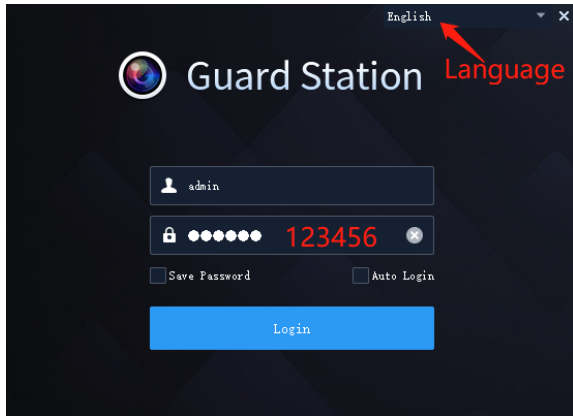 English
Language
Guard Station
admin
●●●●●● 123456
Save Password
Auto Login
Login